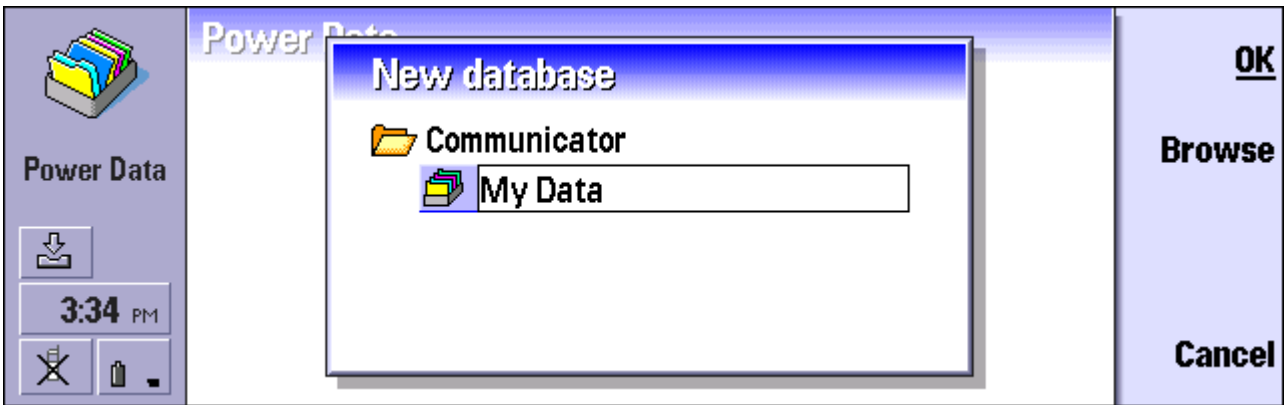 Power Data
3:34 PM
Power Data
New database
Communicator
My Data
OK
Browse
Cancel